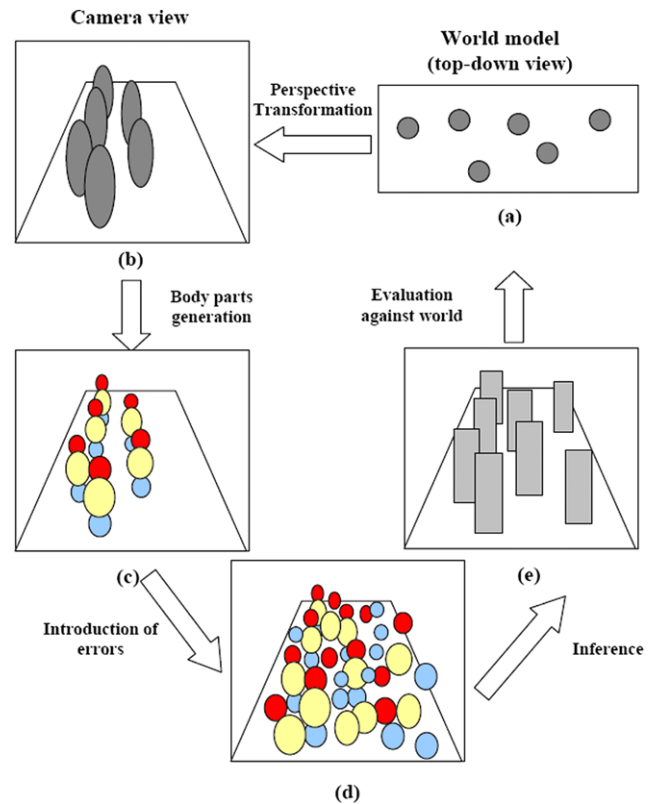 Camera view
World model
(top-down view)
Perspective
Transformation
(a)
(b)
Body parts
generation
Evaluation
against world
(c)
(e)
Introduction of
errors
Inference
(d)